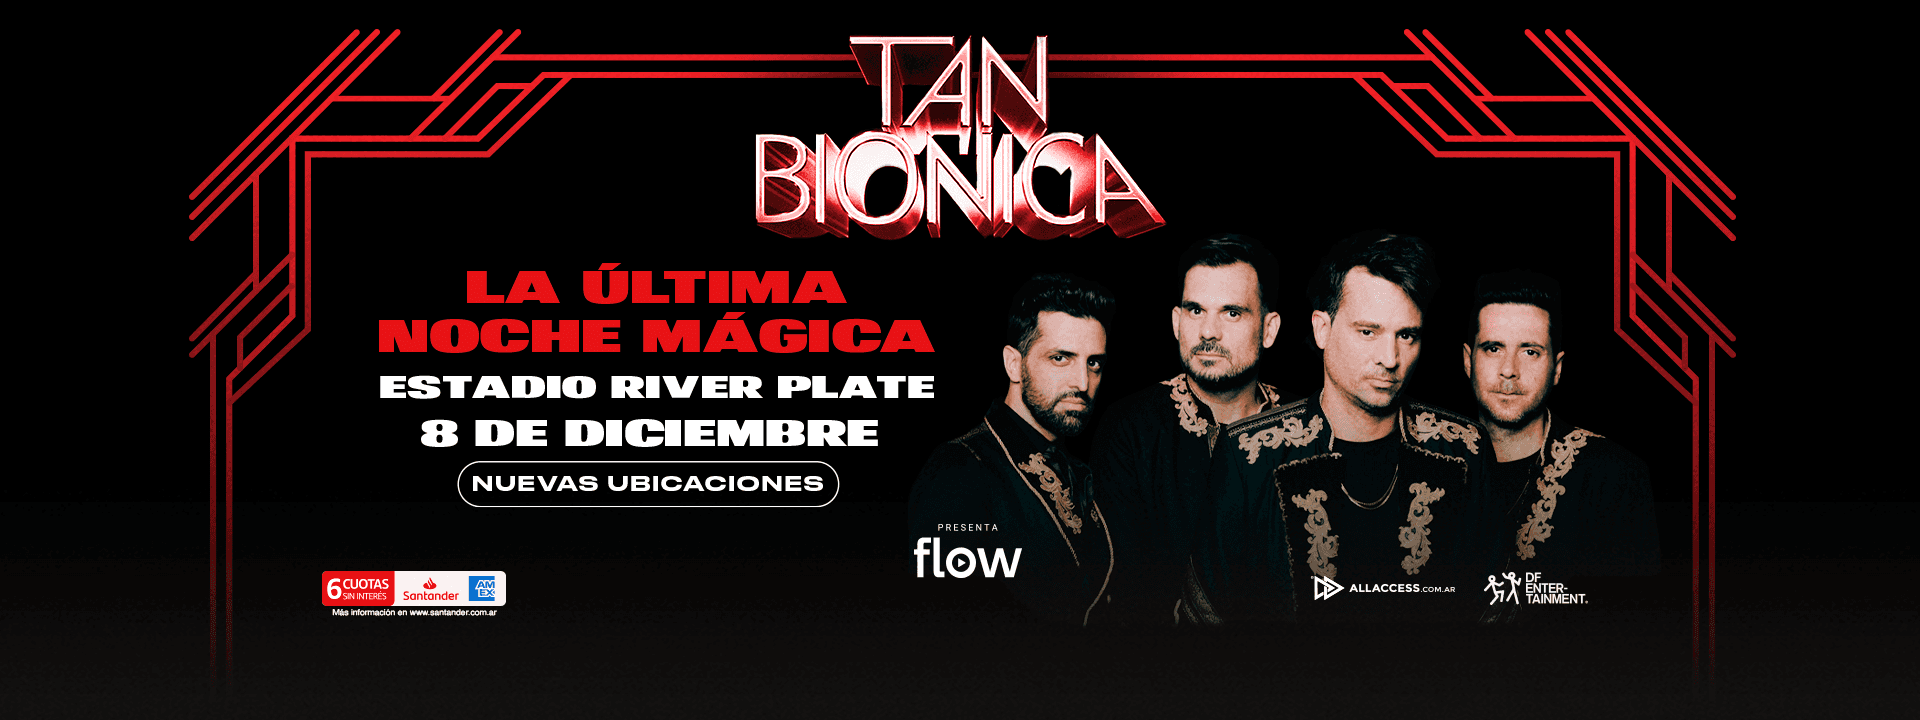 TAN
BIÓNICA
LA ÚLTIMA
NOCHE MÁGICA
ESTADIO RIVER PLATE
8 DE DICIEMBRE
NUEVAS UBICACIONES
PRESENTA
flow
6 CUOTAS
SIN INTERÉS
Santander
AM
EX
Más información en www.santander.com.ar
ALLACCESS.COM.AR
DF
ENTER-
TAINMENT.